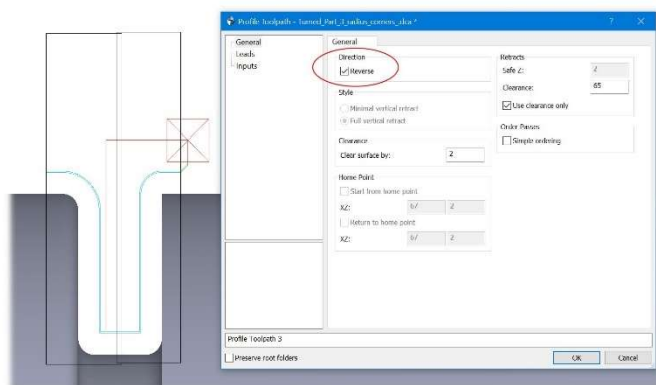 Profile Toolpath - Turned_Part_3_radius_corners_.dcx *
General
Leads
Inputs
General
Direction
Reverse
Style
Minimal vertical retract
Full vertical retract
Clearance
Clear surface by: 2
Home Point
Start from home point
XZ: 67 2
Return to home point
XZ: 67 2
Retracts
Safe Z: 2
Clearance: 65
Use clearance only
Order Passes
Simple ordering
Profile Toolpath 3
Preserve root folders
OK Cancel